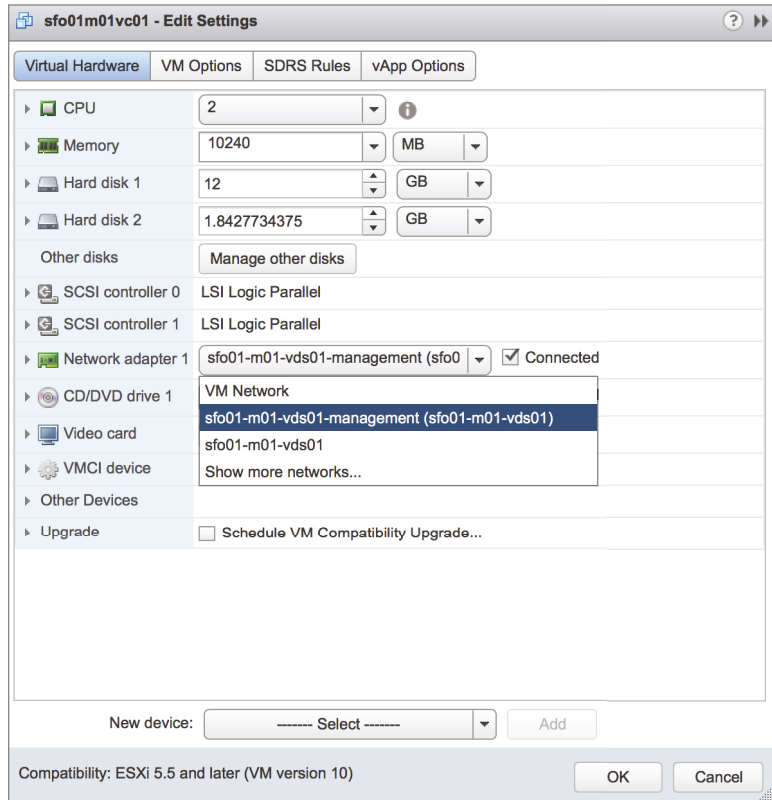 sfo01m01vc01 - Edit Settings ?
Virtual Hardware VM Options SDRS Rules vApp Options
CPU 2
Memory 10240 MB
Hard disk 1 12 GB
Hard disk 2 1.8427734375 GB
Other disks Manage other disks
SCSI controller 0 LSI Logic Parallel
SCSI controller 1 LSI Logic Parallel
Network adapter 1 sfo01-m01-vds01-management (sfo0 Connected
CD/DVD drive 1 VM Network
sfo01-m01-vds01-management (sfo01-m01-vds01)
Video card sfo01-m01-vds01
VMCI device Show more networks...
Other Devices
Upgrade Schedule VM Compatibility Upgrade...
New device: ------- Select ------- Add
Compatibility: ESXi 5.5 and later (VM version 10) OK Cancel